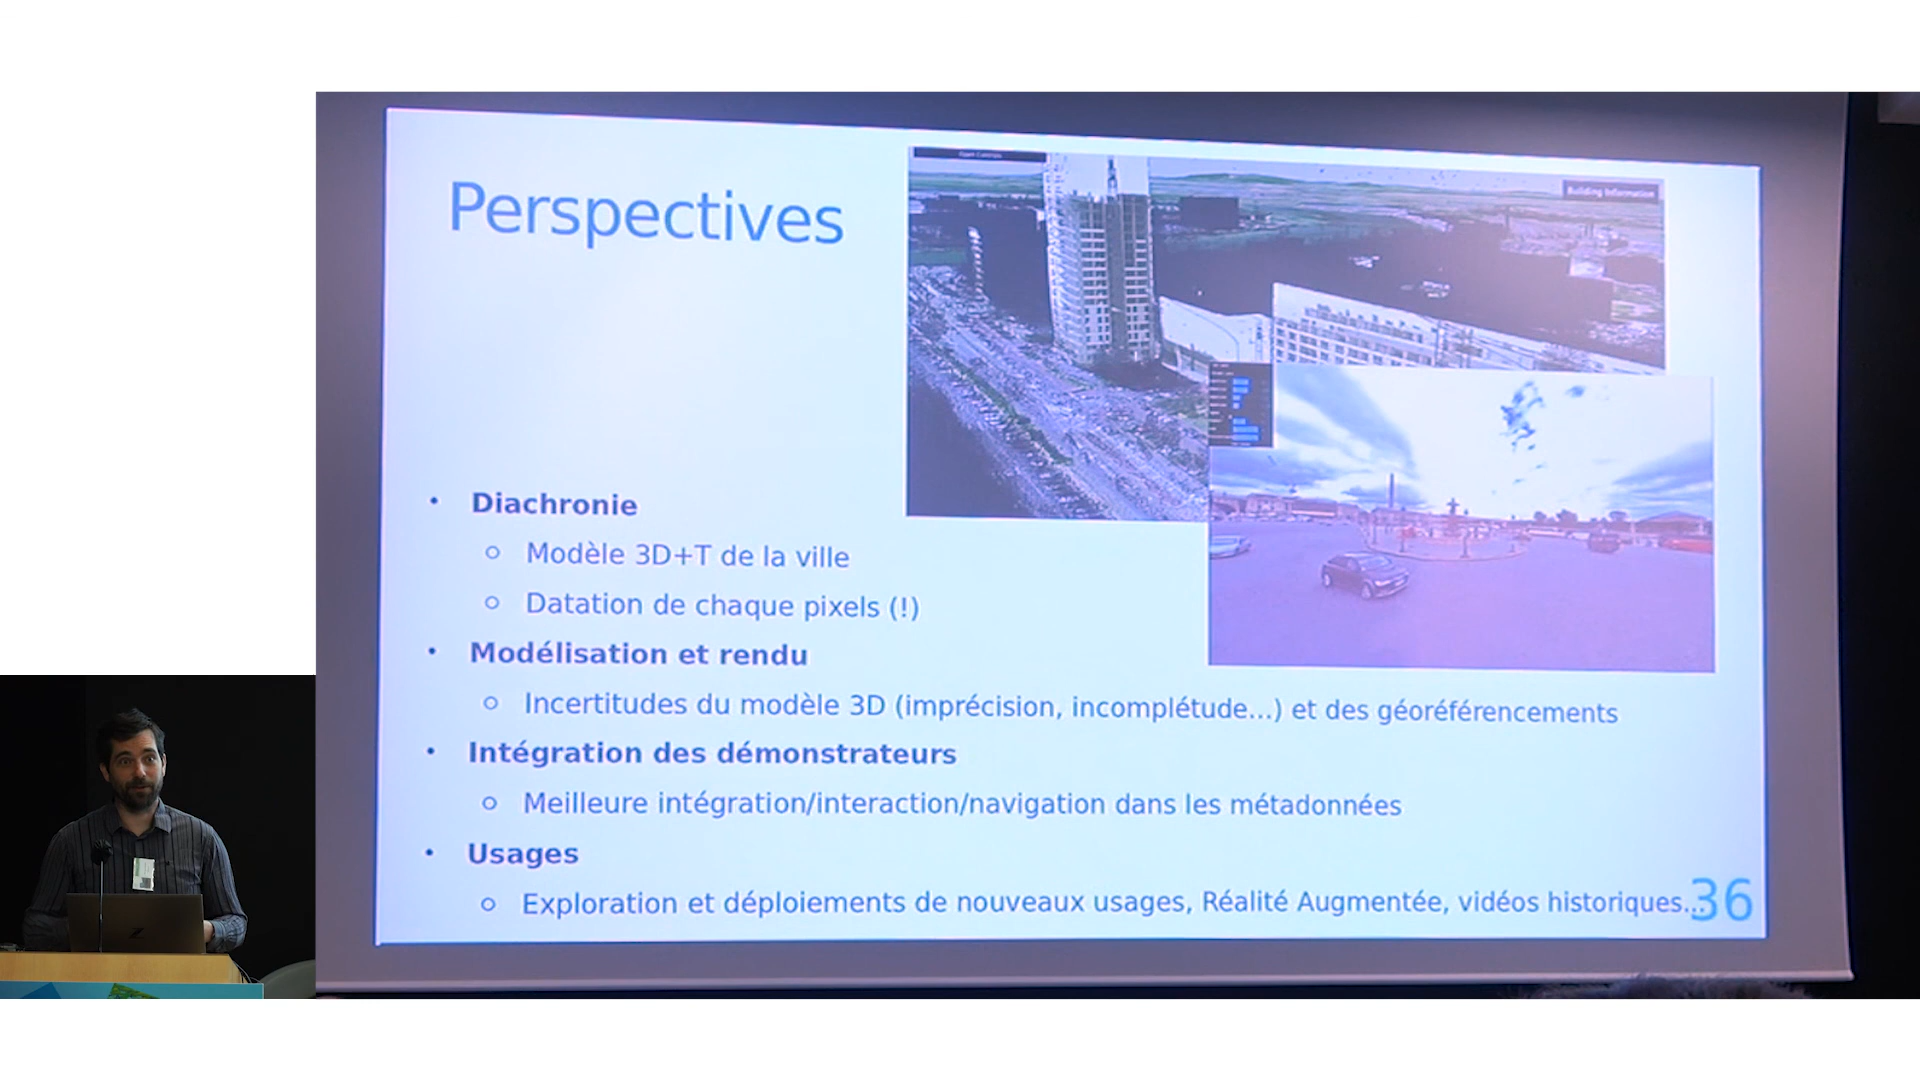 Perspectives
Building Information
• Diachronie
○ Modèle 3D+T de la ville
○ Datation de chaque pixels (!)
• Modélisation et rendu
○ Incertitudes du modèle 3D (imprécision, incomplétude...) et des géoréférencements
• Intégration des démonstrateurs
○ Meilleure intégration/interaction/navigation dans les métadonnées
• Usages
○ Exploration et déploiements de nouveaux usages, Réalité Augmentée, vidéos historiques...
36